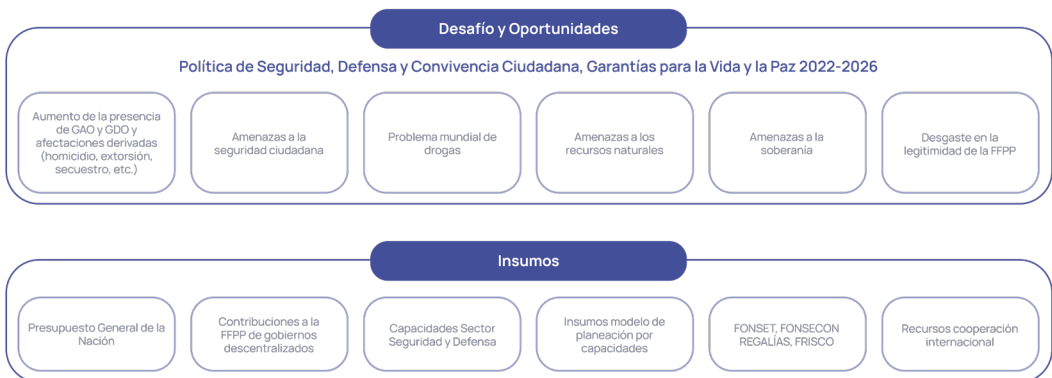 Desafío y Oportunidades
Política de Seguridad, Defensa y Convivencia Ciudadana, Garantías para la Vida y la Paz 2022-2026
Aumento de la presencia
de GAO y GDO y
afectaciones derivadas
(homicidio, extorsión,
secuestro, etc.)
Amenazas a la
seguridad ciudadana
Problema mundial de
drogas
Amenazas a los
recursos naturales
Amenazas a la
soberanía
Desgaste en la
legitimidad de la FFPP
Insumos
Presupuesto General de la
Nación
Contribuciones a la
FFPP de gobiernos
descentralizados
Capacidades Sector
Seguridad y Defensa
Insumos modelo de
planeación por
capacidades
FONSET, FONSECON
REGALÍAS, FRISCO
Recursos cooperación
internacional